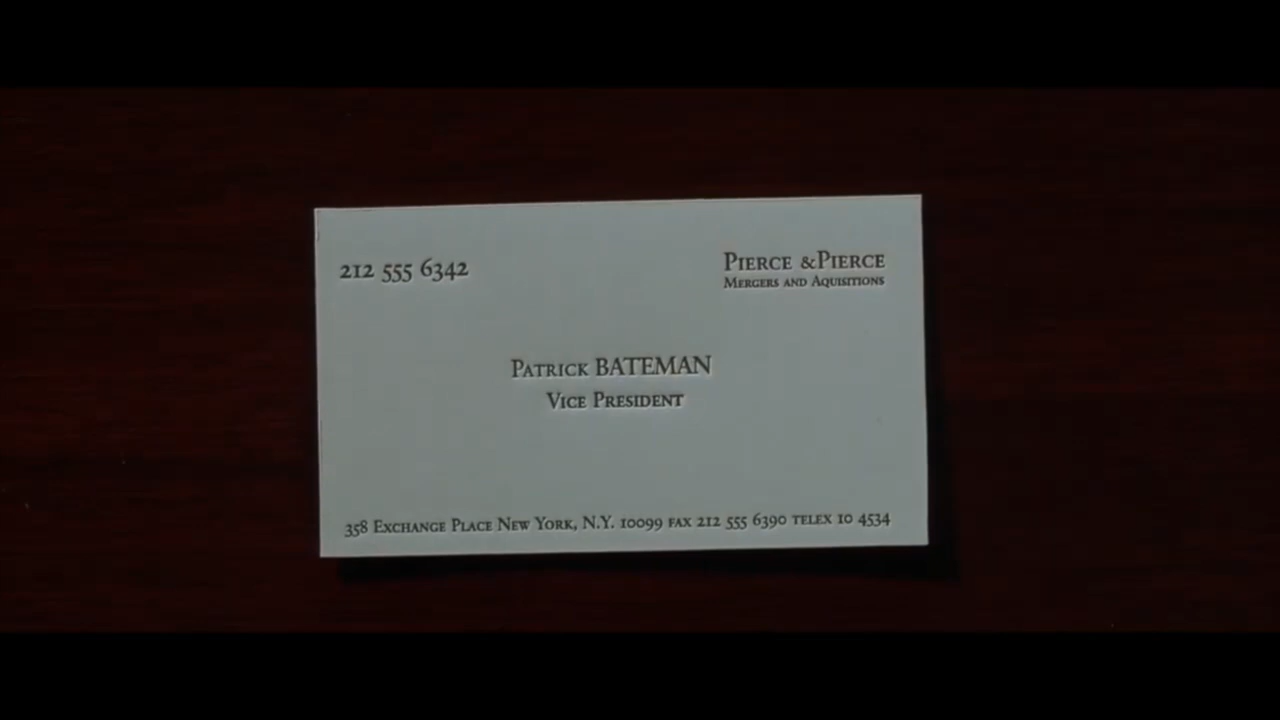 212 555 6342
Pierce & Pierce
Mergers and Aquisitions
Patrick BATEMAN
Vice President
358 Exchange Place New York, N.Y. 10099 fax 212 555 6390 telex 10 4534